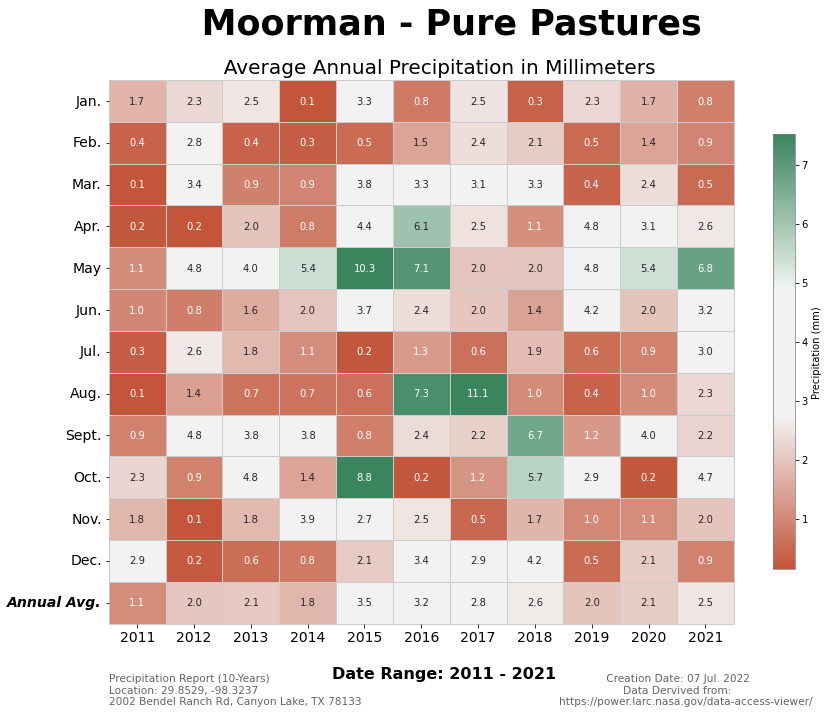 Moorman - Pure Pastures
Average Annual Precipitation in Millimeters
Jan. 1.7 2.3 2.5 0.1 3.3 0.8 2.5 0.3 2.3 1.7 0.8
Feb. 0.4 2.8 0.4 0.3 0.5 1.5 2.4 2.1 0.5 1.4 0.9
Mar. 0.1 3.4 0.9 0.9 3.8 3.3 3.1 3.3 0.4 2.4 0.5
Apr. 0.2 0.2 2.0 0.8 4.4 6.1 2.5 1.1 4.8 3.1 2.6
May 1.1 4.8 4.0 5.4 10.3 7.1 2.0 2.0 4.8 5.4 6.8
Jun. 1.0 0.8 1.6 2.0 3.7 2.4 2.0 1.4 4.2 2.0 3.2
Jul. 0.3 2.6 1.8 1.1 0.2 1.3 0.6 1.9 0.6 0.9 3.0
Aug. 0.1 1.4 0.7 0.7 0.6 7.3 11.1 1.0 0.4 1.0 2.3
Sept. 0.9 4.8 3.8 3.8 0.8 2.4 2.2 6.7 1.2 4.0 2.2
Oct. 2.3 0.9 4.8 1.4 8.8 0.2 1.2 5.7 2.9 0.2 4.7
Nov. 1.8 0.1 1.8 3.9 2.7 2.5 0.5 1.7 1.0 1.1 2.0
Dec. 2.9 0.2 0.6 0.8 2.1 3.4 2.9 4.2 0.5 2.1 0.9
Annual Avg. 1.1 2.0 2.1 1.8 3.5 3.2 2.8 2.6 2.0 2.1 2.5
2011 2012 2013 2014 2015 2016 2017 2018 2019 2020 2021
7
6
5
4
3
2
1
Precipitation (mm)
Date Range: 2011 - 2021
Precipitation Report (10-Years)
Location: 29.8529, -98.3237
2002 Bendel Ranch Rd, Canyon Lake, TX 78133
Creation Date: 07 Jul. 2022
Data Dervived from:
https://power.larc.nasa.gov/data-access-viewer/